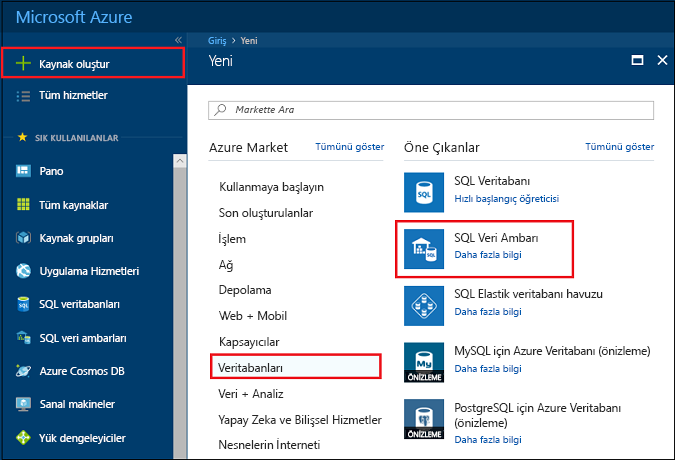 Microsoft Azure
Kaynak oluştur
Tüm hizmetler
SIK KULLANILANLAR
Pano
Tüm kaynaklar
Kaynak grupları
Uygulama Hizmetleri
SQL veritabanları
SQL veri ambarları
Azure Cosmos DB
Sanal makineler
Yük dengeleyiciler
Giriş > Yeni
Yeni
Markette Ara
Azure Market Tümünü göster
Kullanmaya başlayın
Son oluşturulanlar
İşlem
Ağ
Depolama
Web + Mobil
Kapsayıcılar
Veritabanları
Veri + Analiz
Yapay Zeka ve Bilişsel Hizmetler
Nesnelerin İnterneti
Öne Çıkanlar Tümünü göster
SQL
SQL Veritabanı
Hızlı başlangıç öğreticisi
SQL
SQL Veri Ambarı
Daha fazla bilgi
SQL Elastik veritabanı havuzu
Daha fazla bilgi
My
ÖNİZLEME
MySQL için Azure Veritabanı (önizleme)
Daha fazla bilgi
ÖNİZLEME
PostgreSQL için Azure Veritabanı
(önizleme)
Daha fazla bilgi